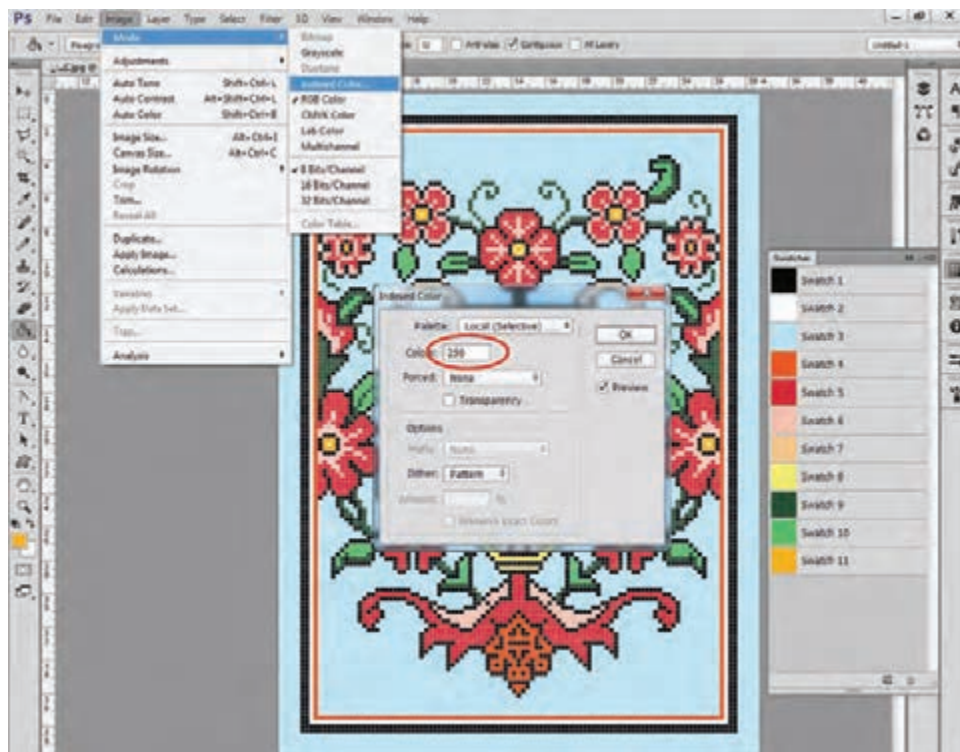 Ps File Edit Image Layer Type Select Filter 3D View Window Help
Contiguous All Layers
Mode
Adjustments
Auto Tone Shift+Ctrl+L
Auto Contrast Alt+Shift+Ctrl+L
Auto Color Shift+Ctrl+B
Image Size... Alt+Ctrl+I
Canvas Size... Alt+Ctrl+C
Image Rotation
Crop
Trim...
Reveal All
Duplicate...
Apply Image...
Calculations...
Variables
Apply Data Set...
Trap...
Analysis
Bitmap
Grayscale
Duotone
Indexed Color...
✓ RGB Color
CMYK Color
Lab Color
Multichannel
✓ 8 Bits/Channel
16 Bits/Channel
32 Bits/Channel
Color Table...
Indexed Color
Palette: Local (Selective)
Colors: 256
Forced: None
Transparency
Options
Matte: None
Dither: Pattern
Amount: %
Preserve Exact Colors
OK
Cancel
✓ Preview
Swatches
Swatch 1
Swatch 2
Swatch 3
Swatch 4
Swatch 5
Swatch 6
Swatch 7
Swatch 8
Swatch 9
Swatch 10
Swatch 11